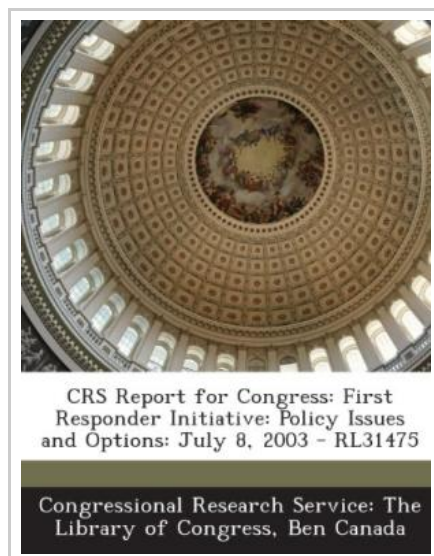 CRS Report for Congress: First
Responder Initiative: Policy Issues
and Options: July 8, 2003 - RL31475
Congressional Research Service: The
Library of Congress, Ben Canada